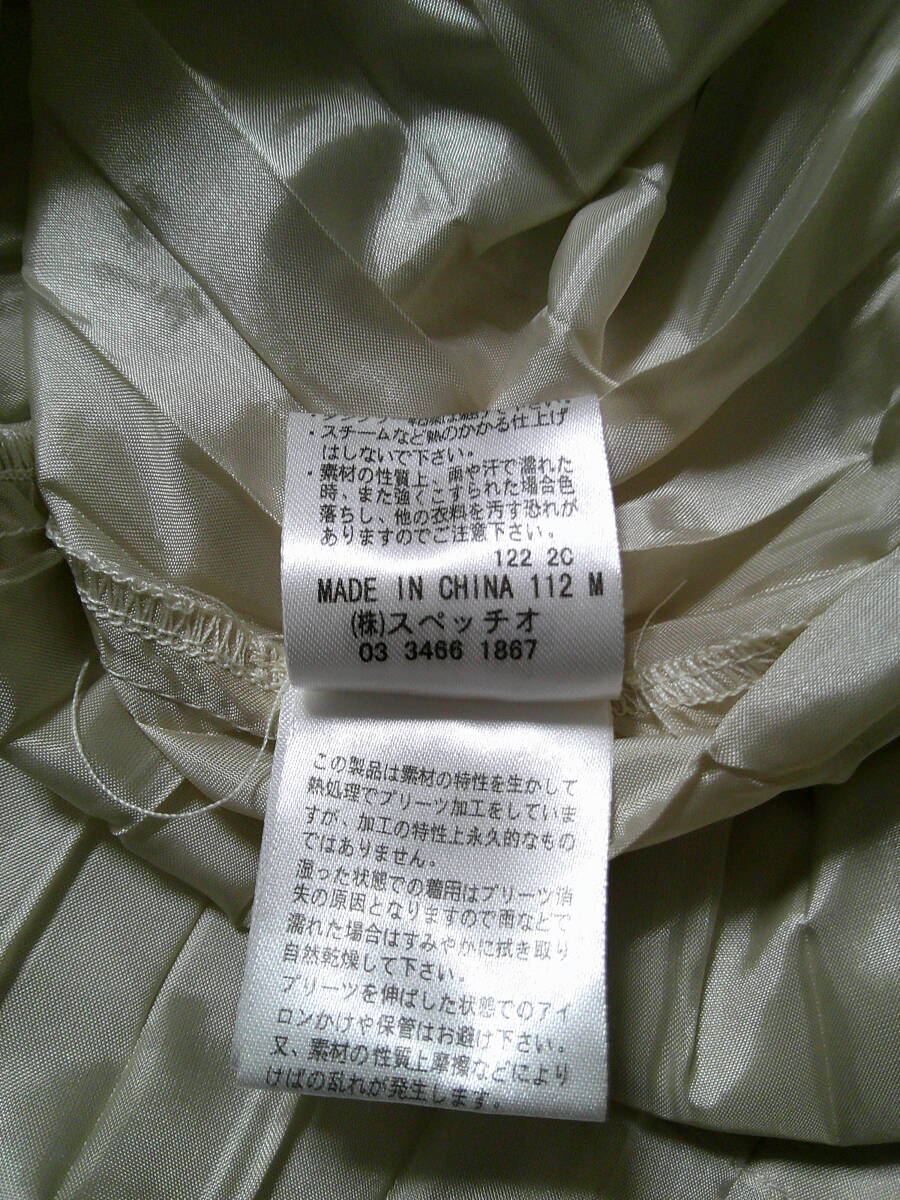 ・スチームなど熱のかかる仕上げ
はしないで下さい。
・素材の性質上、雨や汗で濡れた
時、また強くこすられた場合色
落ちし、他の衣料を汚す恐れが
ありますのでご注意下さい。
122 2C
MADE IN CHINA 112 M
(株)スペッチオ
03 3466 1867
この製品は素材の特性を生かして
熱処理でプリーツ加工をしていま
すが、加工の特性上永久的なもの
ではありません。
湿った状態での着用はプリーツ消
失の原因となりますので雨などで
濡れた場合はすみやかに拭き取り
自然乾燥して下さい。
プリーツを伸ばした状態でのアイ
ロンかけや保管はお避け下さい。
又、素材の性質上摩擦などにより
けばの乱れが発生します。